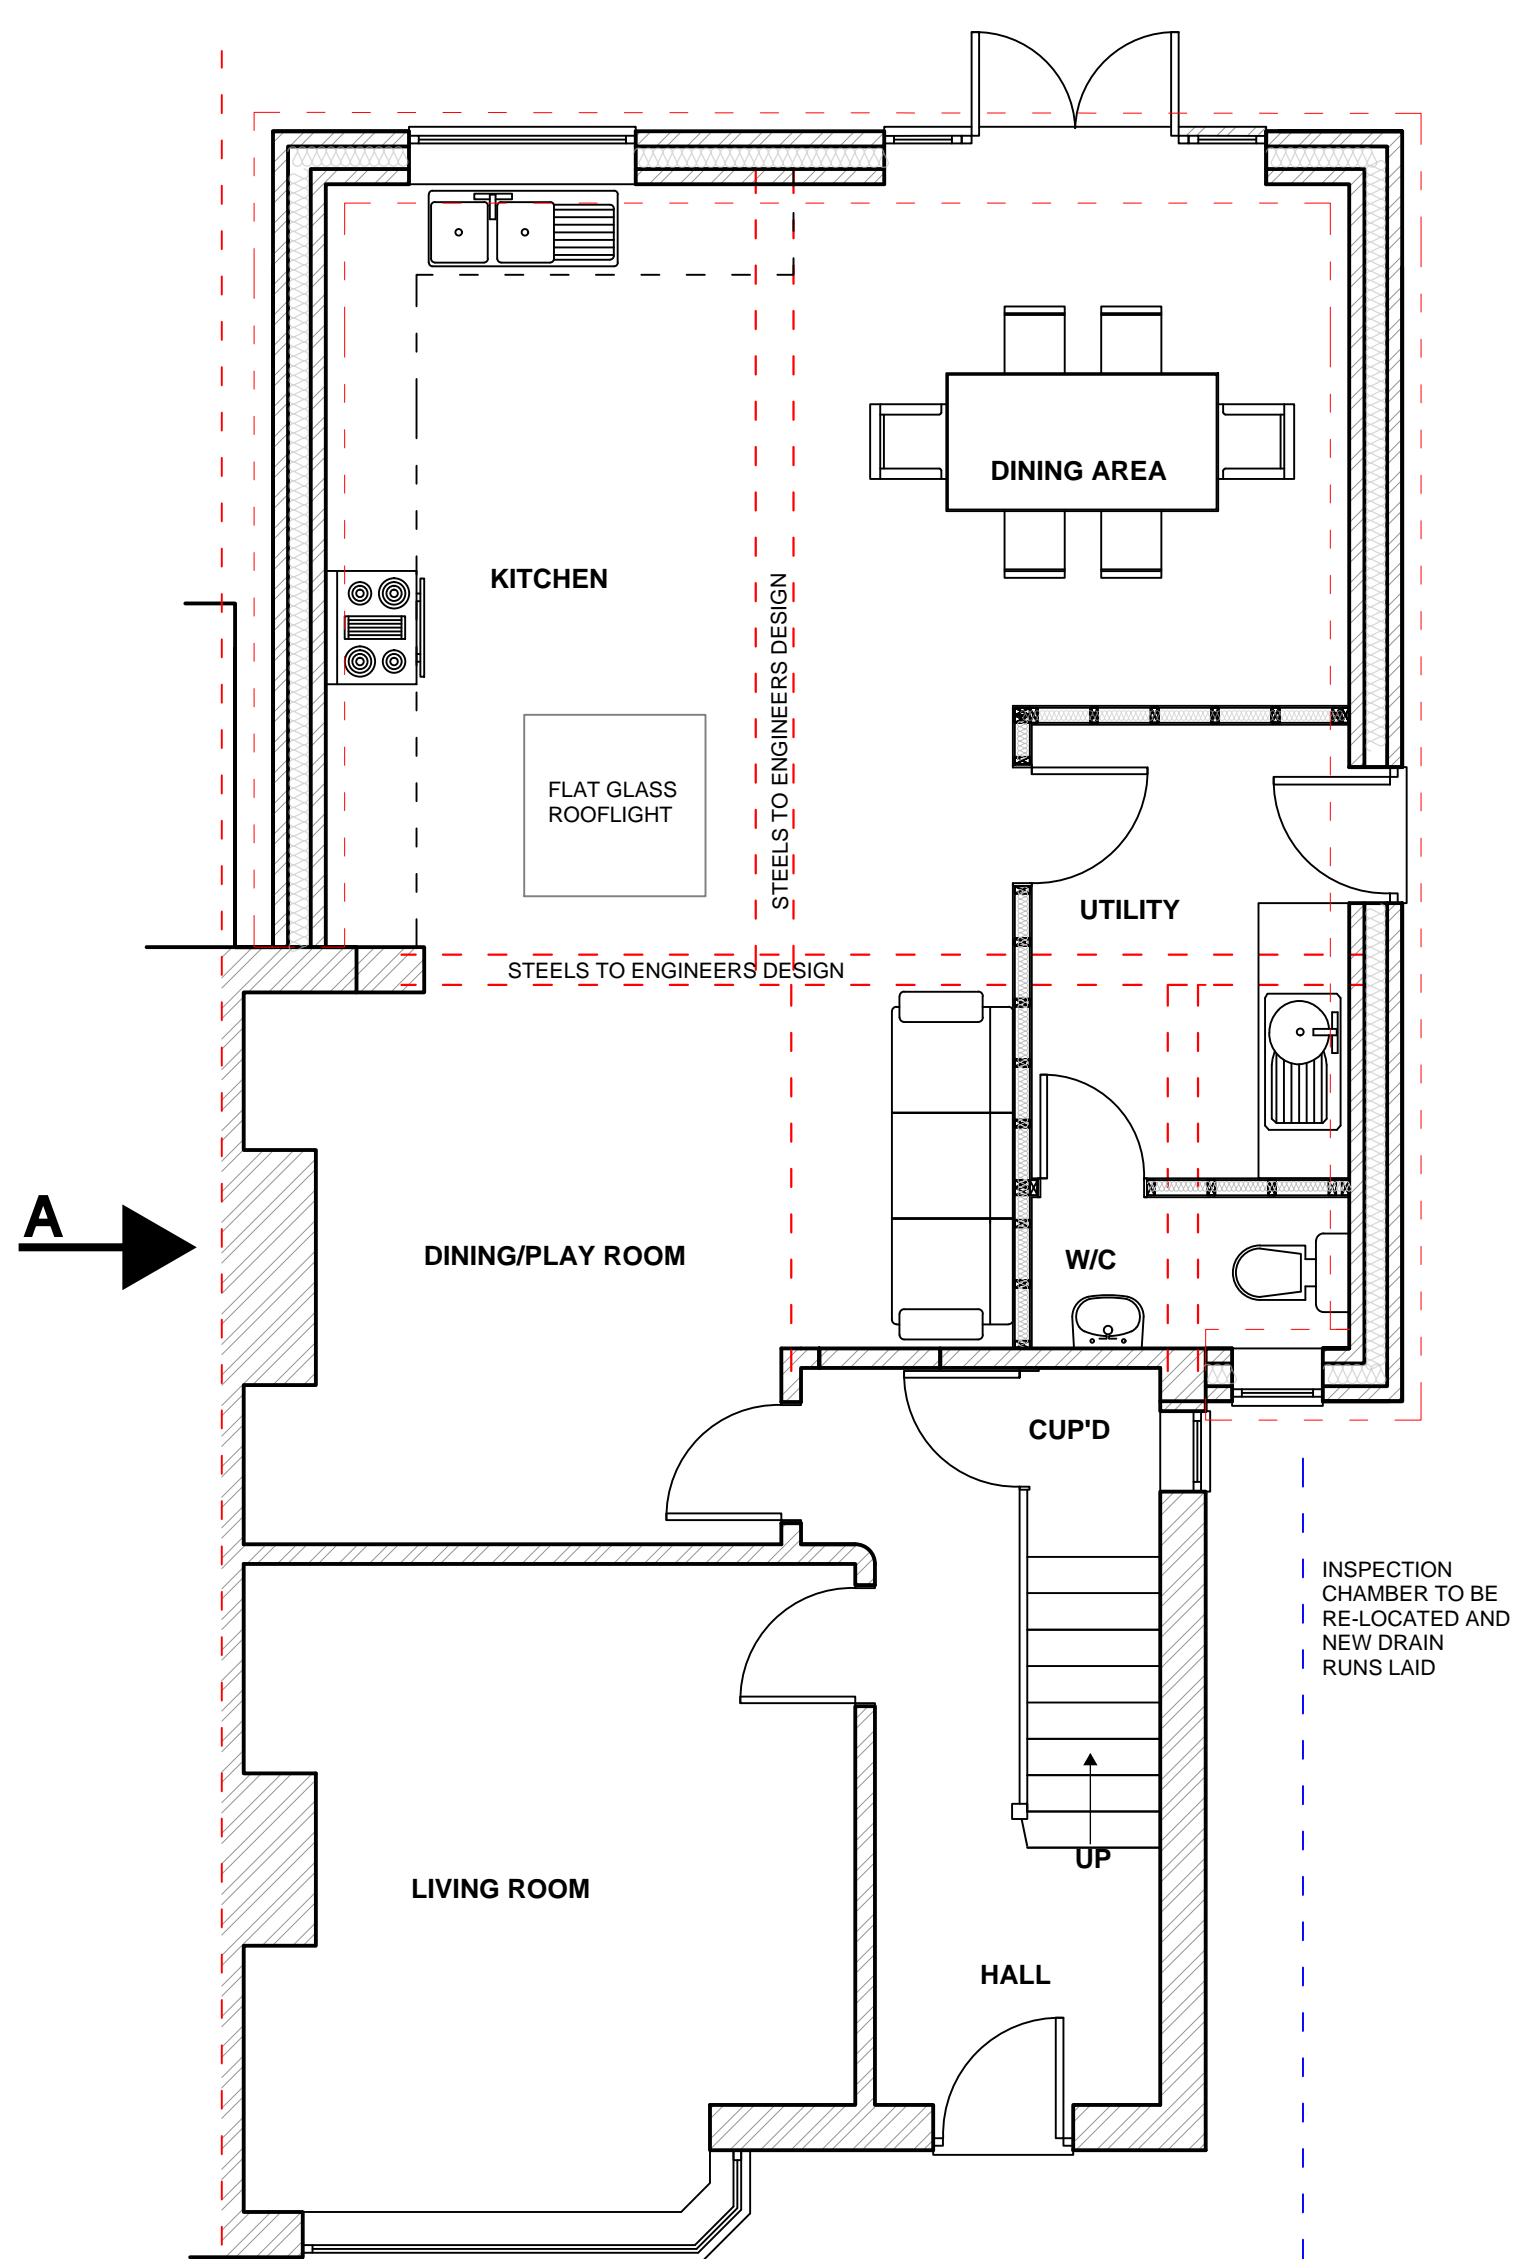 DINING AREA
KITCHEN
STEELS TO ENGINEERS DESIGN
FLAT GLASS
ROOFLIGHT
UTILITY
STEELS TO ENGINEERS DESIGN
A
DINING/PLAY ROOM
W/C
CUP'D
INSPECTION
CHAMBER TO BE
RE-LOCATED AND
NEW DRAIN
RUNS LAID
UP
LIVING ROOM
HALL